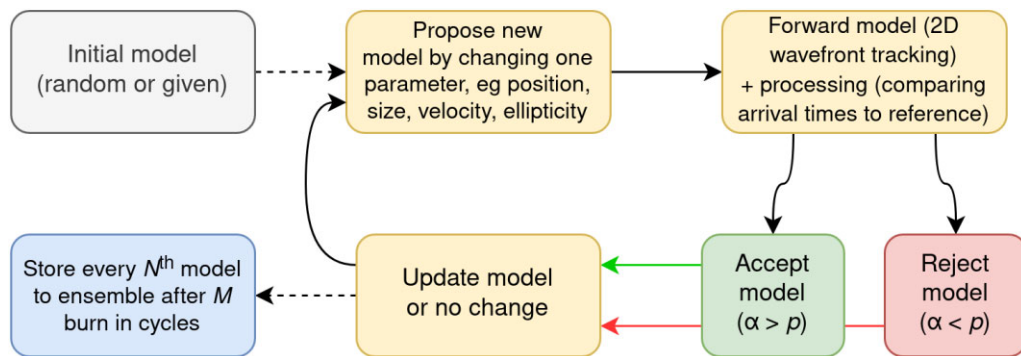 Initial model
(random or given)
Propose new
model by changing one
parameter, eg position,
size, velocity, ellipticity
Forward model (2D
wavefront tracking)
+ processing (comparing
arrival times to reference)
Store every Nth model
to ensemble after M
burn in cycles
Update model
or no change
Accept
model
(α > p)
Reject
model
(α < p)